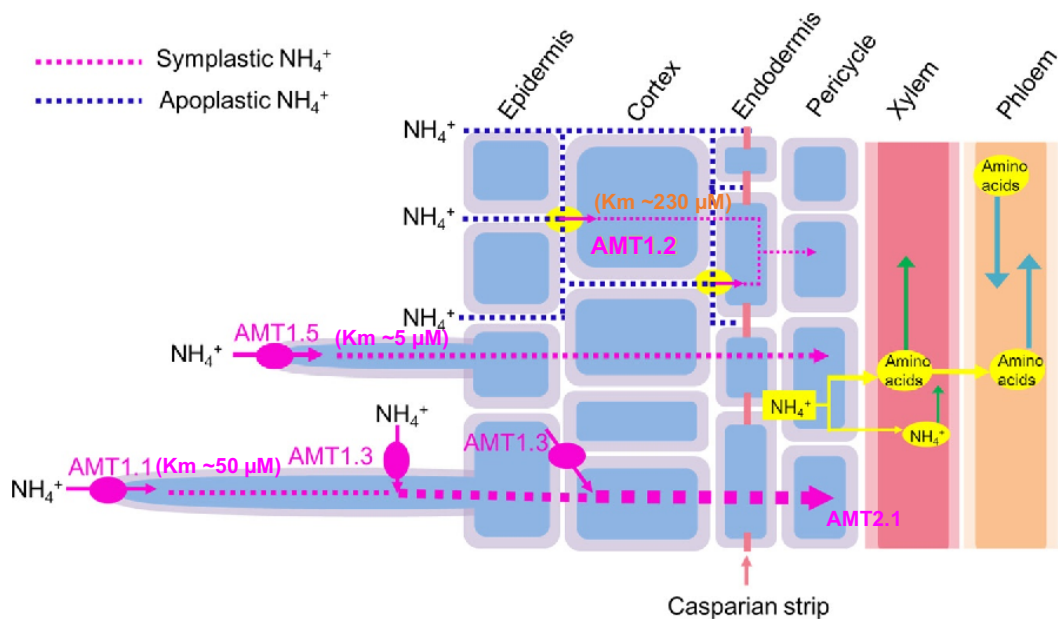 Symplastic NH₄⁺
Apoplastic NH₄⁺
Epidermis
Cortex
Endodermis
Pericycle
Xylem
Phloem
NH₄⁺
Amino
acids
NH₄⁺
(Km ~230 µM)
AMT1.2
NH₄⁺
AMT1.5
(Km ~5 µM)
NH₄⁺
Amino
acids
Amino
acids
NH₄⁺
NH₄⁺
NH₄⁺
AMT1.3
AMT1.3
AMT1.1
(Km ~50 µM)
NH₄⁺
AMT2.1
Casparian strip